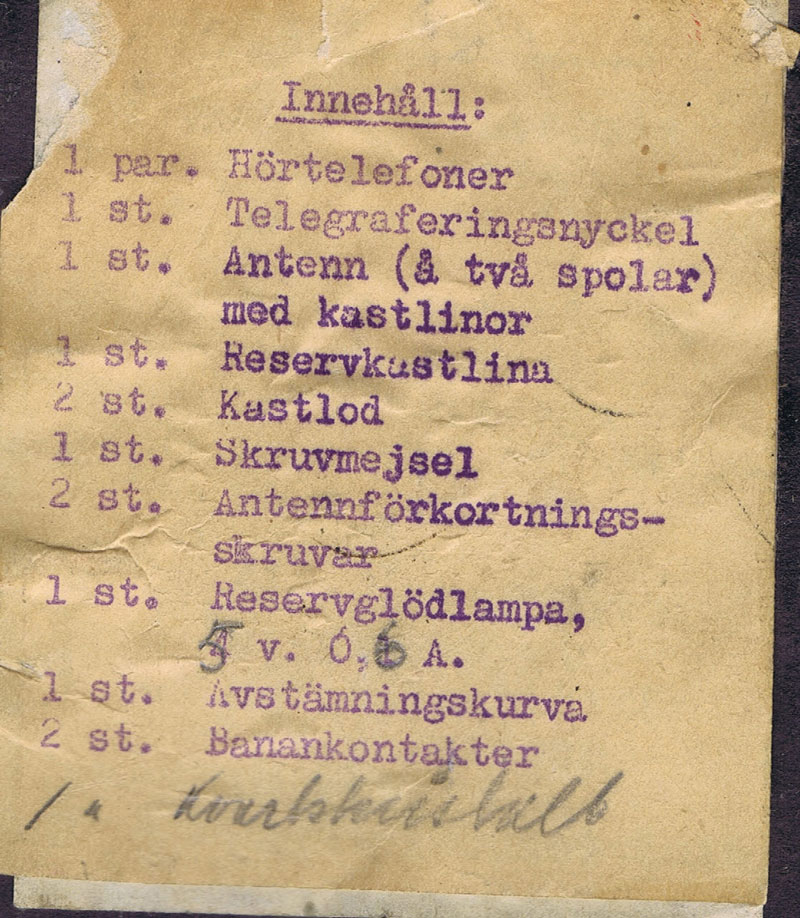 Innehåll:
1 par. Hörtelefoner
1 st. Telegraferingsnyckel
1 st. Antenn (å två spolar)
med kastlinor
1 st. Reservkastlina
2 st. Kastlod
1 st. Skruvmejsel
2 st. Antennförkortnings-
skruvar
1 st. Reservglödlampa,
5 v. 0,6 A.
1 st. Avstämningskurva
2 st. Banankontakter
1 "